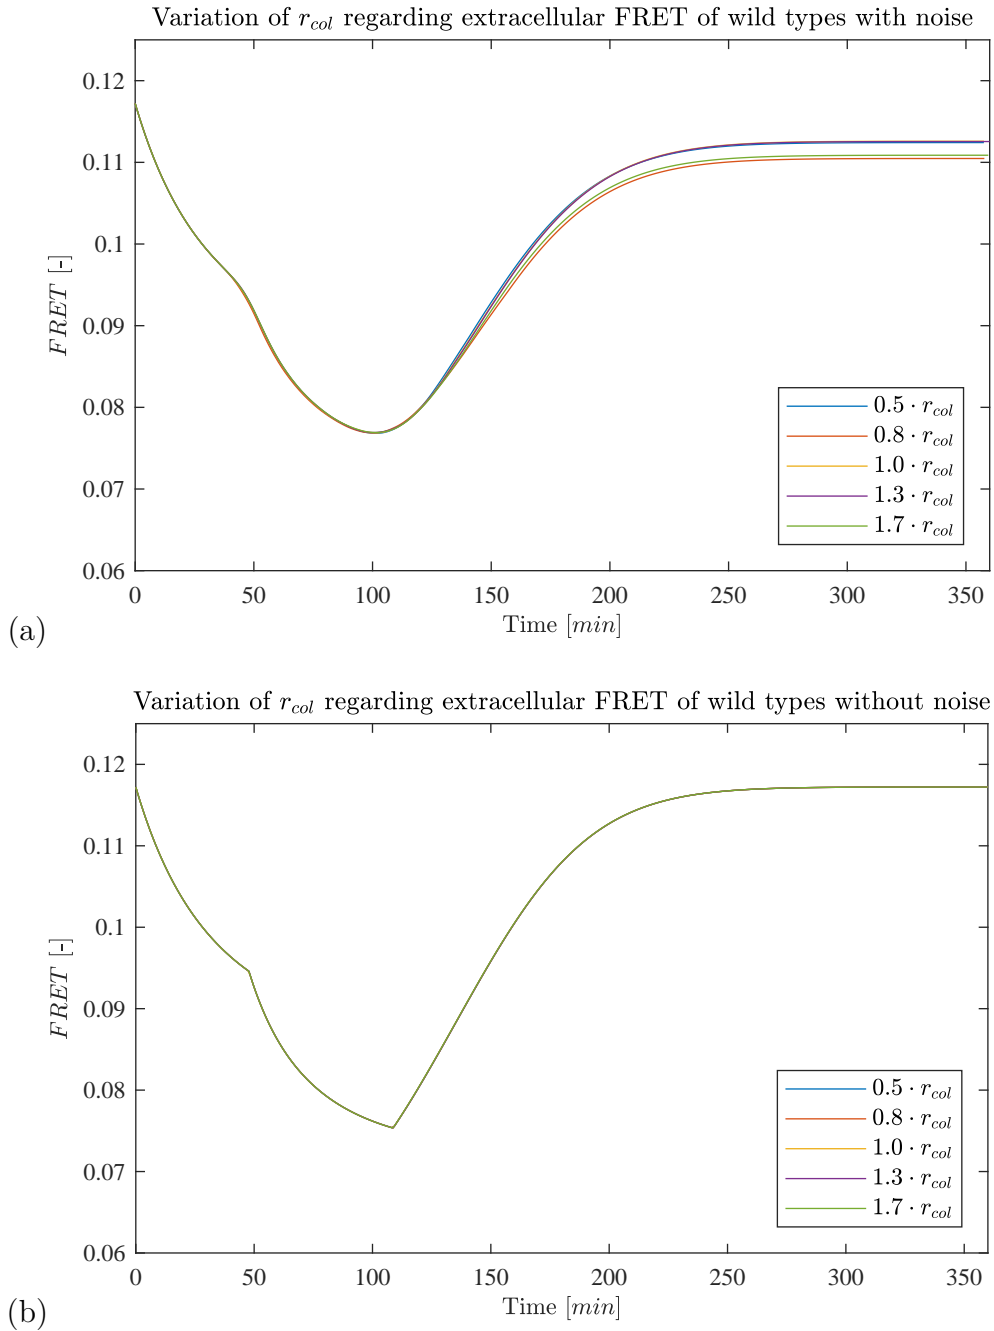 Variation of r_col regarding extracellular FRET of wild types with noise
0.12
0.11
0.1
0.09
0.08
0.07
0.06
FRET [-]
0.5 · r_col
0.8 · r_col
1.0 · r_col
1.3 · r_col
1.7 · r_col
0 50 100 150 200 250 300 350
Time [min]
(a)
Variation of r_col regarding extracellular FRET of wild types without noise
0.12
0.11
0.1
0.09
0.08
0.07
0.06
FRET [-]
0.5 · r_col
0.8 · r_col
1.0 · r_col
1.3 · r_col
1.7 · r_col
0 50 100 150 200 250 300 350
Time [min]
(b)